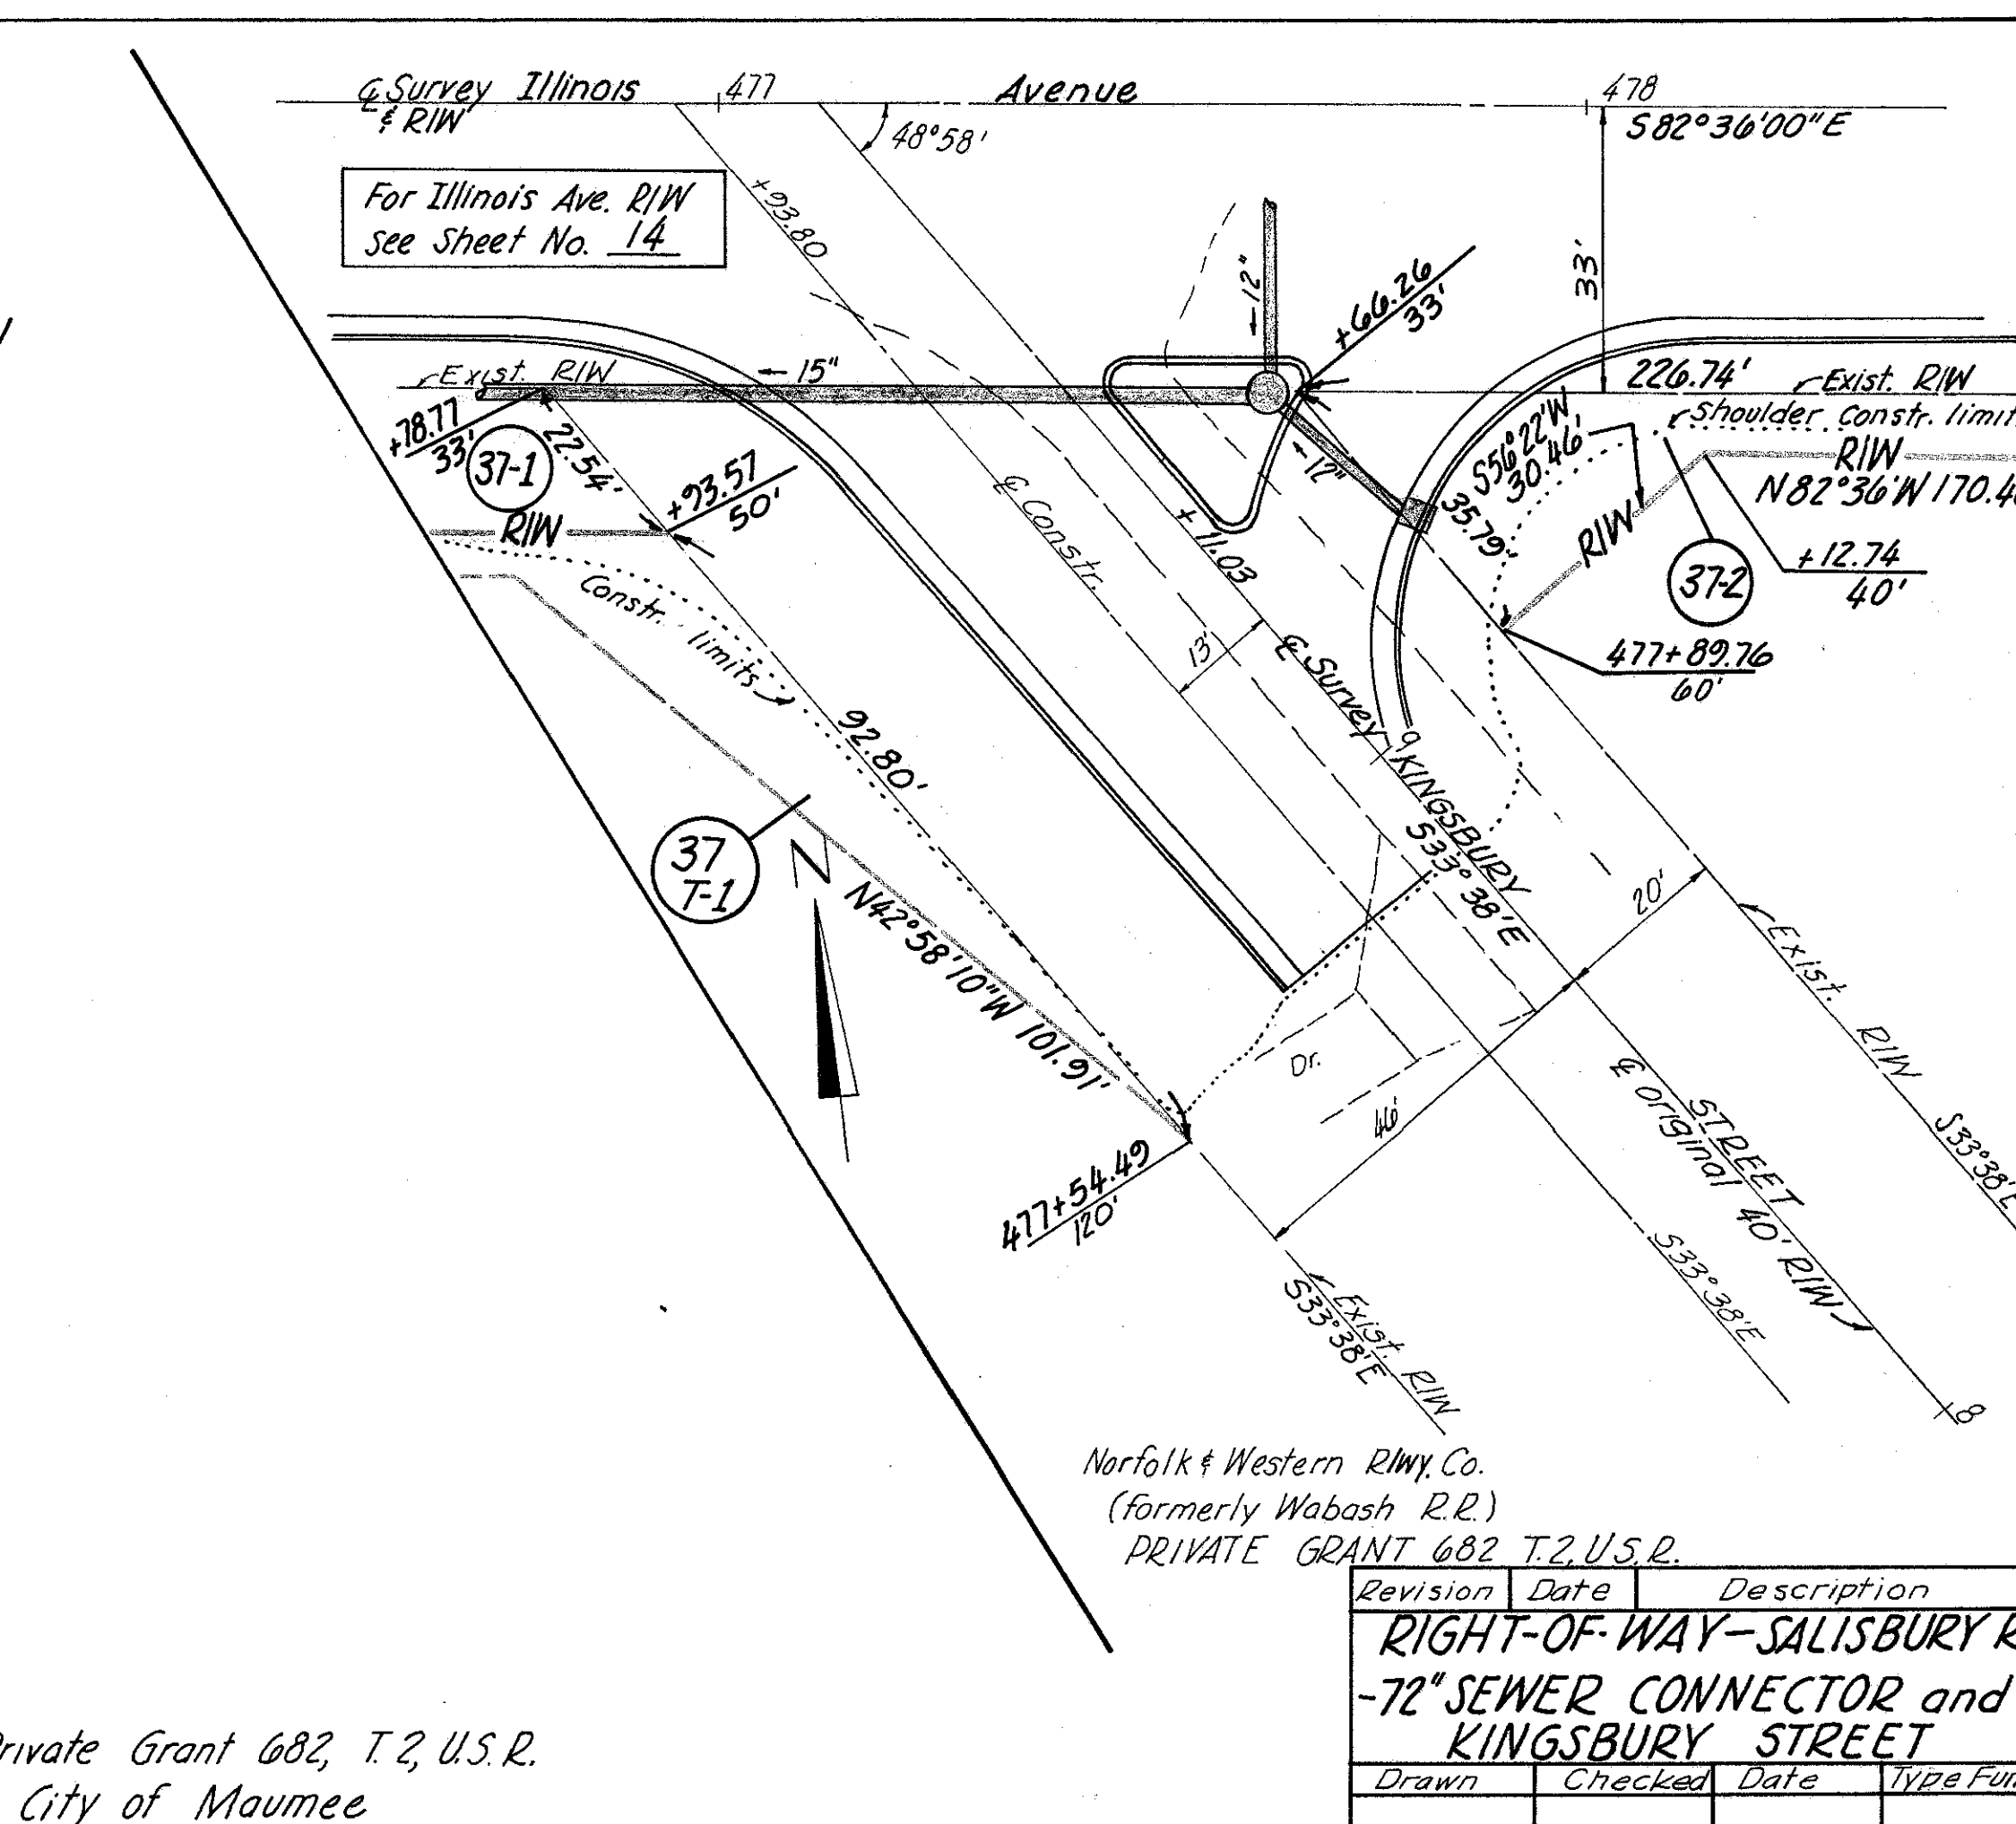 ℄ Survey Illinois Avenue
& R/W
477
478
S82°36'00"E
48°58'
For Illinois Ave. R/W
see Sheet No. 14
+93.80
12"
+66.26
33'
33'
Exist. R/W
15"
226.74'
Exist. R/W
Shoulder constr. limit
+78.77
33'
37-1
22.54'
+93.57
50'
R/W
℄ Constr.
+71.03
12"
S56°22'W
30.46'
35.79'
R/W
R/W
N82°36'W 170.4
37-2
+12.74
40'
477+89.76
60'
Constr. limits
13'
℄ Survey
9
KINGSBURY
S33°38'E
92.80'
37
T-1
N
N42°58'10"W 101.91'
20'
Exist. R/W
S33°38'E
Dr.
46'
℄ Original 40' R/W
STREET
477+54.49
120'
S33°38'E
Exist. R/W
S33°38'E
8
Norfolk & Western R/wy. Co.
(formerly Wabash R.R.)
PRIVATE GRANT 682 T.2, U.S.R.
Revision Date Description
RIGHT-OF-WAY-SALISBURY R
-72" SEWER CONNECTOR and
KINGSBURY STREET
Drawn Checked Date Type Fun
Private Grant 682, T.2, U.S.R.
City of Maumee